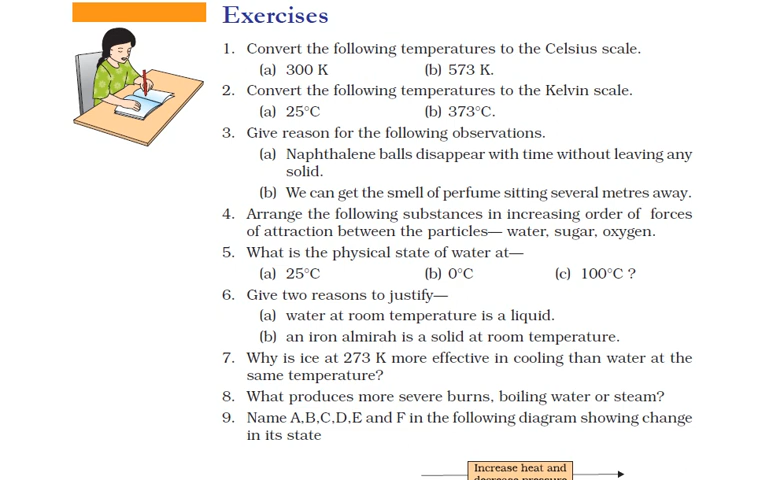 Exercises
1. Convert the following temperatures to the Celsius scale.
(a) 300 K (b) 573 K.
2. Convert the following temperatures to the Kelvin scale.
(a) 25°C (b) 373°C.
3. Give reason for the following observations.
(a) Naphthalene balls disappear with time without leaving any
solid.
(b) We can get the smell of perfume sitting several metres away.
4. Arrange the following substances in increasing order of forces
of attraction between the particles— water, sugar, oxygen.
5. What is the physical state of water at—
(a) 25°C (b) 0°C (c) 100°C ?
6. Give two reasons to justify—
(a) water at room temperature is a liquid.
(b) an iron almirah is a solid at room temperature.
7. Why is ice at 273 K more effective in cooling than water at the
same temperature?
8. What produces more severe burns, boiling water or steam?
9. Name A,B,C,D,E and F in the following diagram showing change
in its state
Increase heat and
decrease pressure